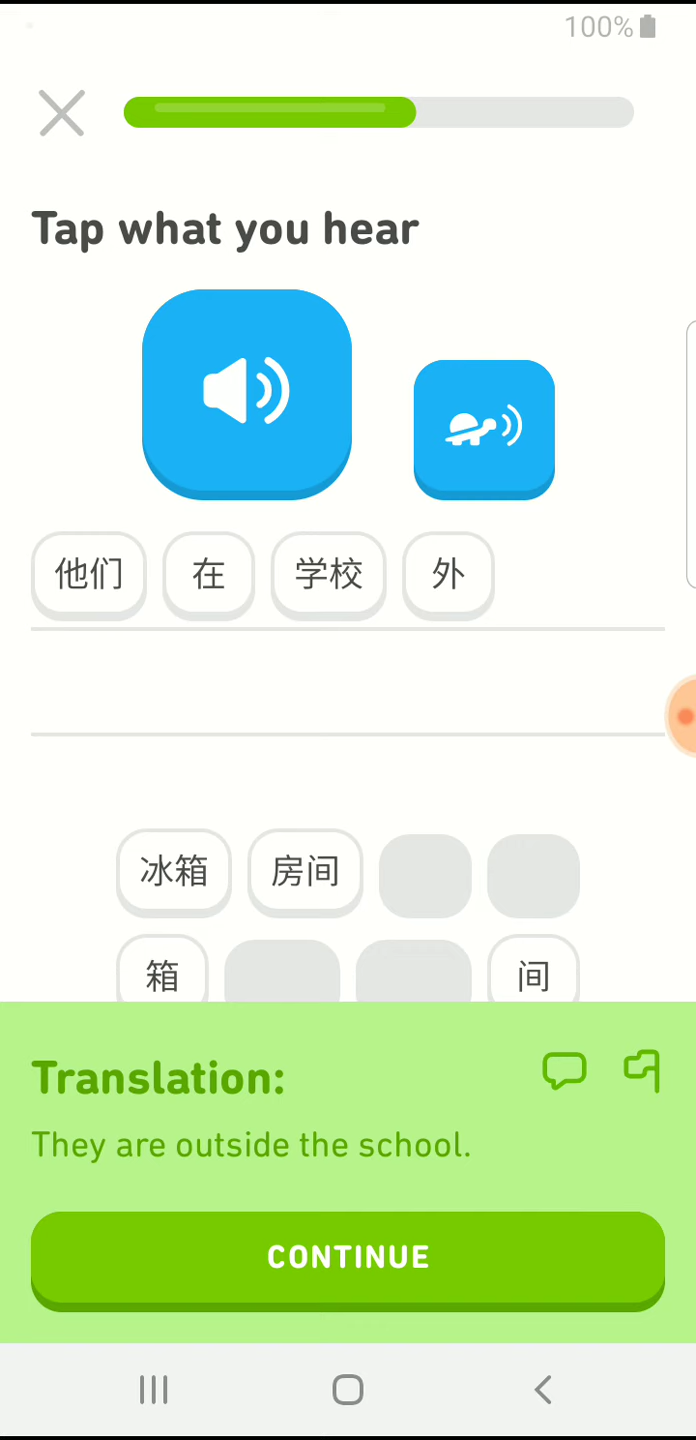 100%
Tap what you hear
他们 在 学校 外
冰箱 房间
箱 间
Translation:
They are outside the school.
CONTINUE